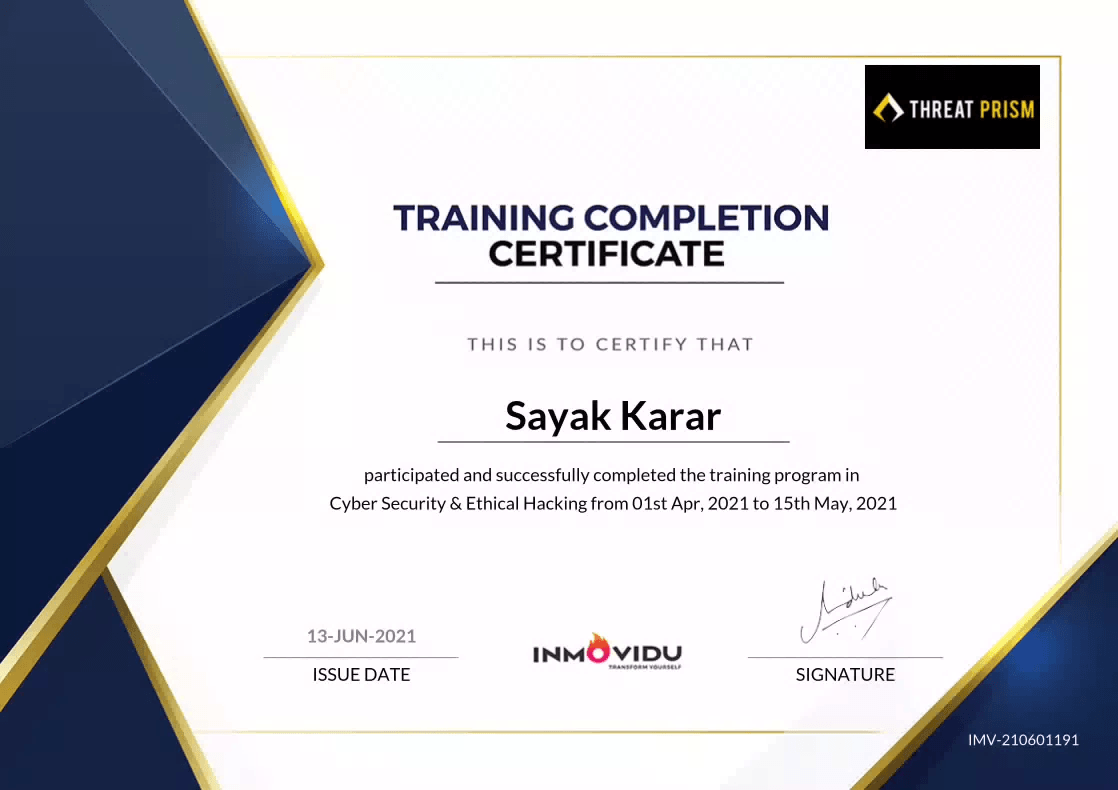 THREAT PRISM
TRAINING COMPLETION
CERTIFICATE
THIS IS TO CERTIFY THAT
Sayak Karar
participated and successfully completed the training program in
Cyber Security & Ethical Hacking from 01st Apr, 2021 to 15th May, 2021
13-JUN-2021
ISSUE DATE
INMOVIDU
TRANSFORM YOURSELF
SIGNATURE
IMV-210601191